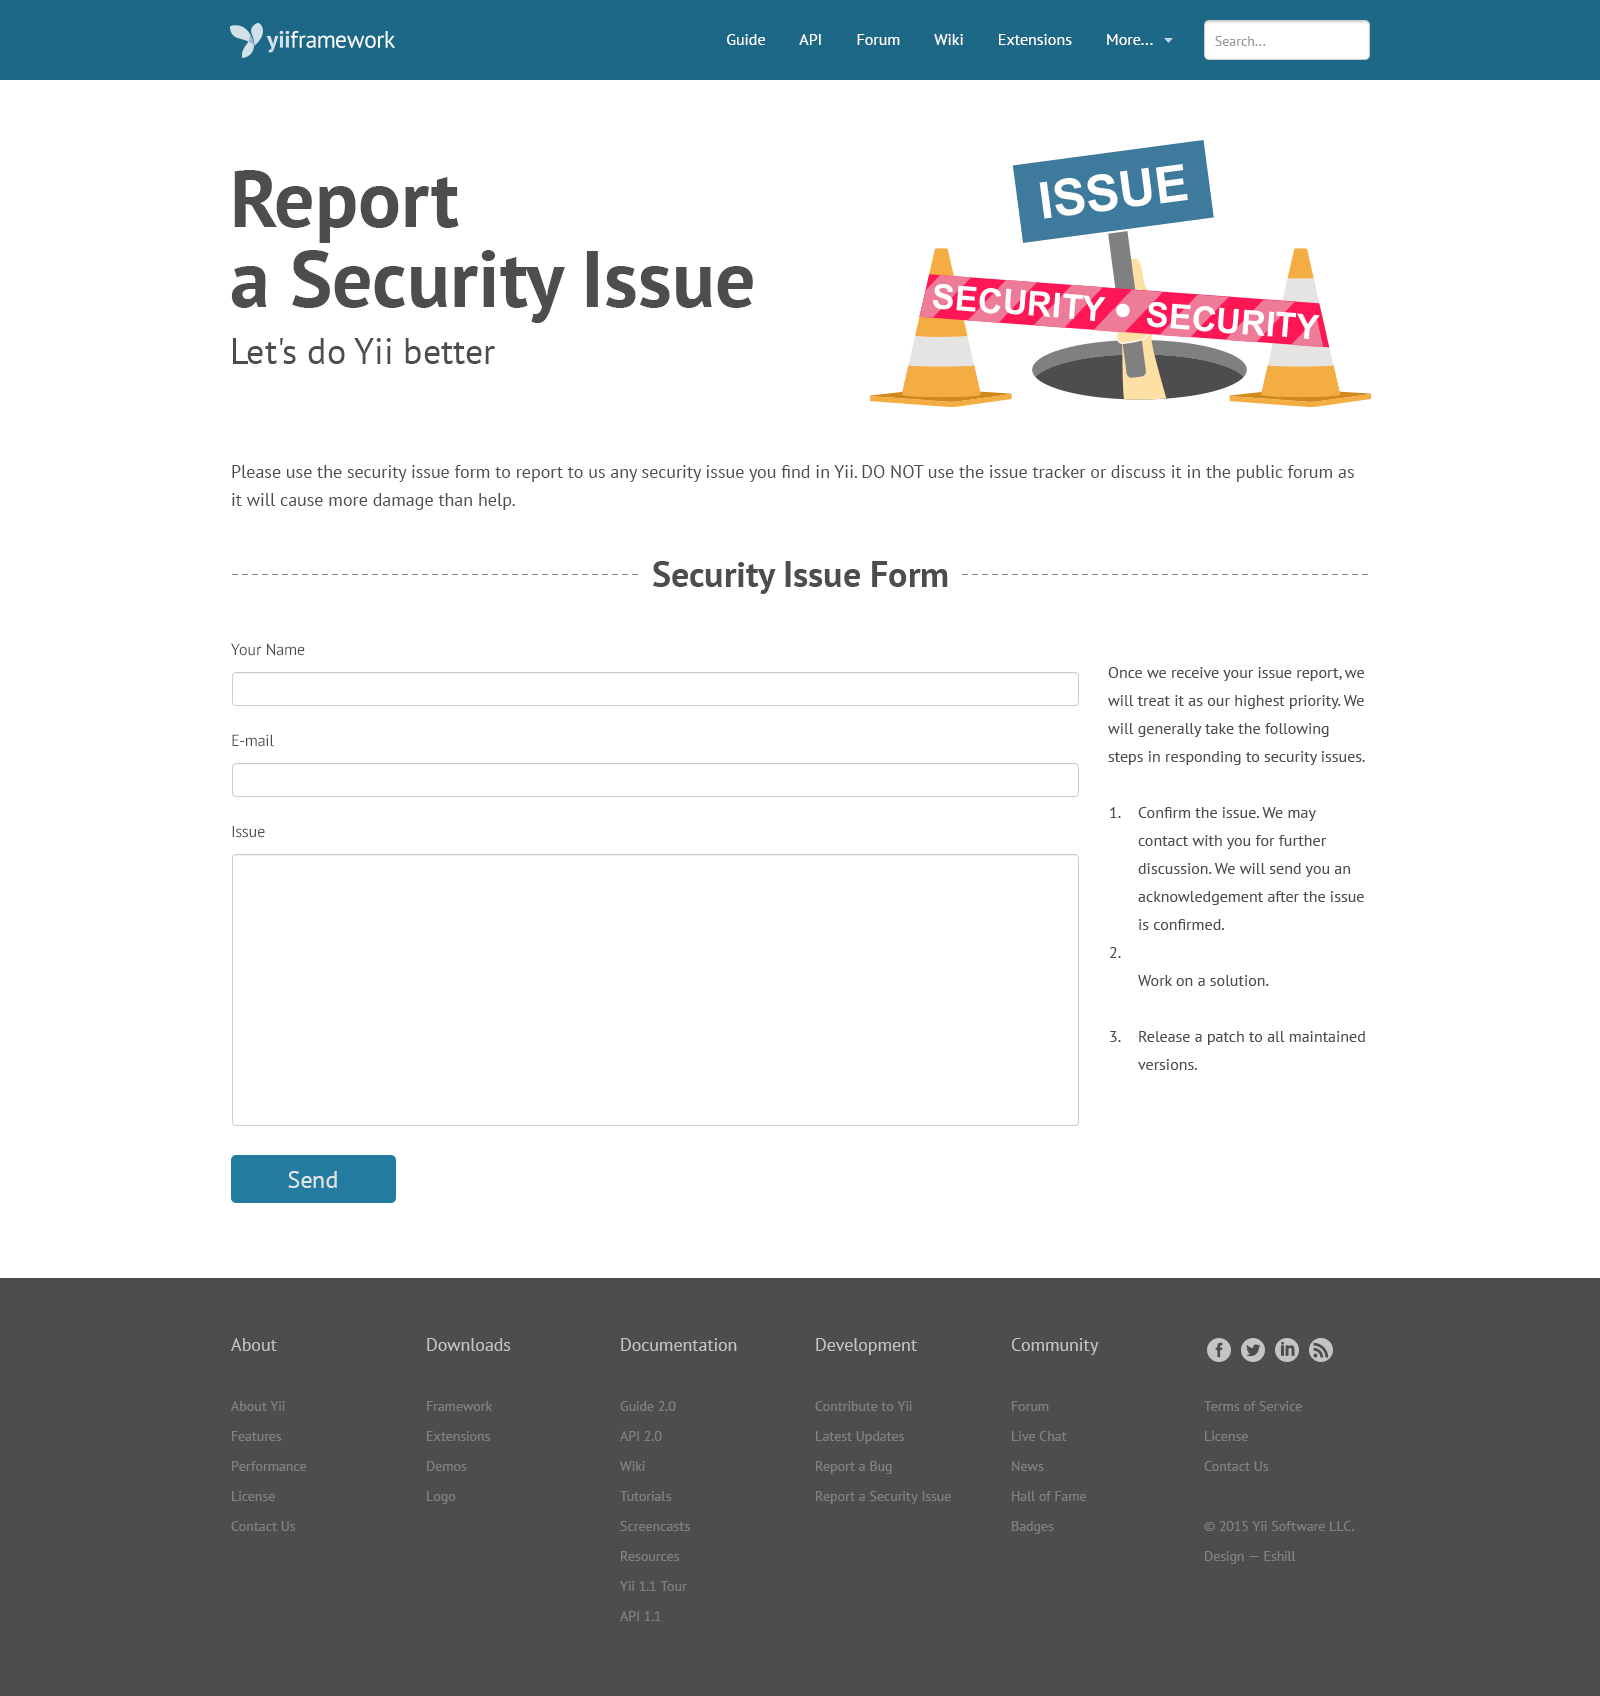 yiiframework
Guide API Forum Wiki Extensions More... Search...
Report
a Security Issue
Let's do Yii better
ISSUE
SECURITY • SECURITY
Please use the security issue form to report to us any security issue you find in Yii. DO NOT use the issue tracker or discuss it in the public forum as
it will cause more damage than help.
Security Issue Form
Your Name
E-mail
Issue
Send
Once we receive your issue report, we
will treat it as our highest priority. We
will generally take the following
steps in responding to security issues.
1. Confirm the issue. We may
contact with you for further
discussion. We will send you an
acknowledgement after the issue
is confirmed.
2.
Work on a solution.
3. Release a patch to all maintained
versions.
About
About Yii
Features
Performance
License
Contact Us
Downloads
Framework
Extensions
Demos
Logo
Documentation
Guide 2.0
API 2.0
Wiki
Tutorials
Screencasts
Resources
Yii 1.1 Tour
API 1.1
Development
Contribute to Yii
Latest Updates
Report a Bug
Report a Security Issue
Community
Forum
Live Chat
News
Hall of Fame
Badges
f in
Terms of Service
License
Contact Us
© 2015 Yii Software LLC.
Design — Eshill